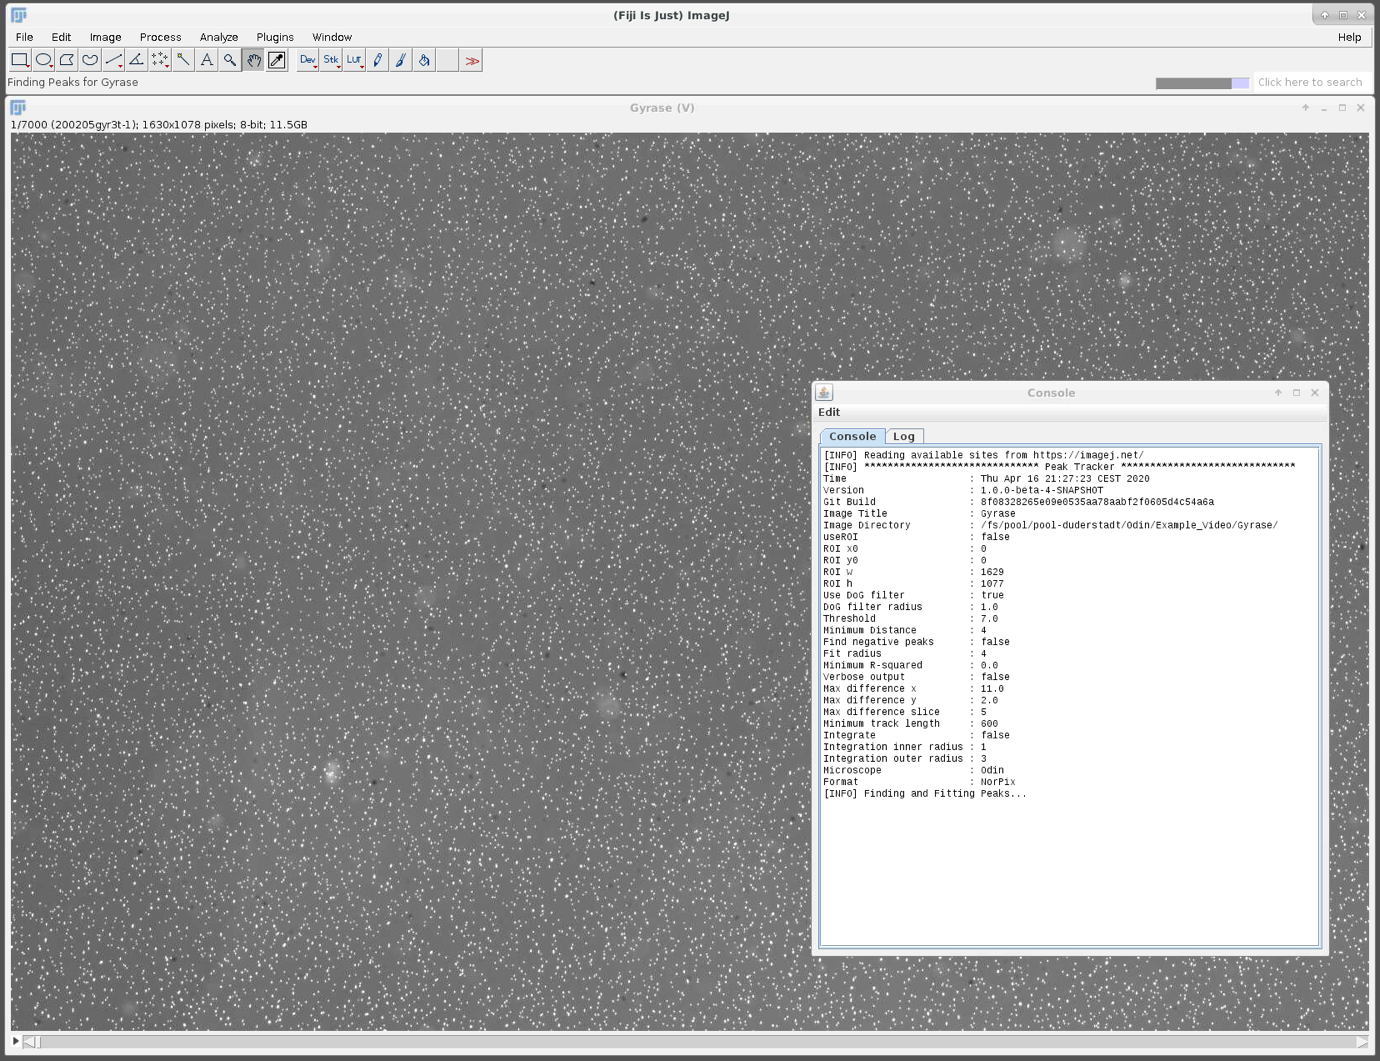 (Fiji Is Just) ImageJ
File Edit Image Process Analyze Plugins Window Help
A Dev Stk LUT >>
Finding Peaks for Gyrase Click here to search
Gyrase (V)
1/7000 (200205gyr3t-1); 1630x1078 pixels; 8-bit; 11.5GB
Console
Edit
Console Log
[INFO] Reading available sites from https://imagej.net/
[INFO] ****************************** Peak Tracker ******************************
Time : Thu Apr 16 21:27:23 CEST 2020
Version : 1.0.0-beta-4-SNAPSHOT
Git Build : 8f08328265e09e0535aa78aabf2f0605d4c54a6a
Image Title : Gyrase
Image Directory : /fs/pool/pool-duderstadt/Odin/Example_Video/Gyrase/
useROI : false
ROI x0 : 0
ROI y0 : 0
ROI w : 1629
ROI h : 1077
Use DoG filter : true
DoG filter radius : 1.0
Threshold : 7.0
Minimum Distance : 4
Find negative peaks : false
Fit radius : 4
Minimum R-squared : 0.0
Verbose output : false
Max difference x : 11.0
Max difference y : 2.0
Max difference slice : 5
Minimum track length : 600
Integrate : false
Integration inner radius : 1
Integration outer radius : 3
Microscope : Odin
Format : NorPix
[INFO] Finding and Fitting Peaks...